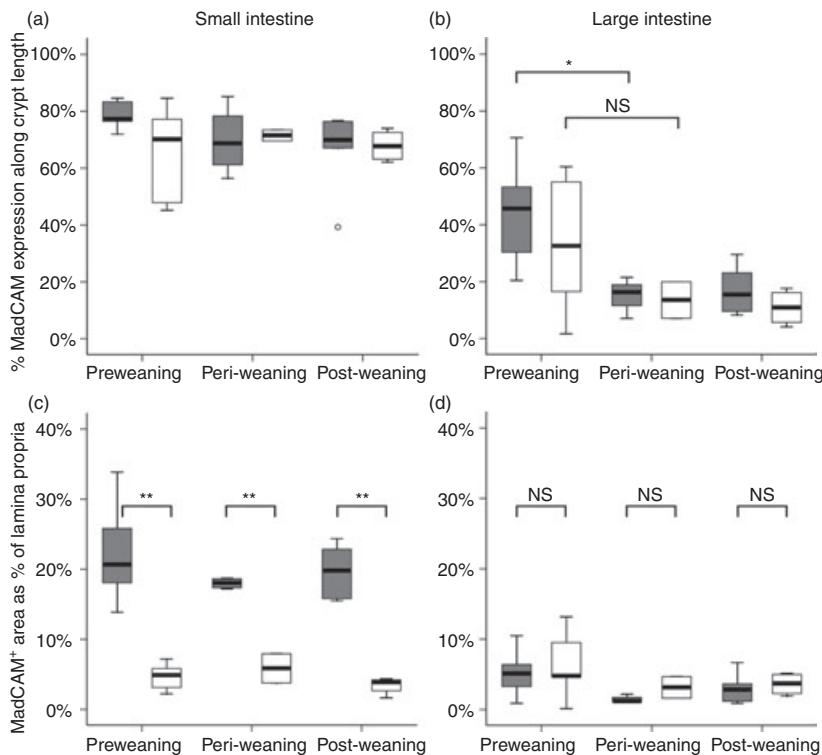 (a) Small intestine
(b) Large intestine
% MadCAM expression along crypt length
100%
80%
60%
40%
20%
0%
Preweaning Peri-weaning Post-weaning
100%
80%
60%
40%
20%
0%
*
NS
Preweaning Peri-weaning Post-weaning
(c)
MadCAM⁺ area as % of lamina propria
40%
30%
20%
10%
0%
** ** **
Preweaning Peri-weaning Post-weaning
(d)
40%
30%
20%
10%
0%
NS NS NS
Preweaning Peri-weaning Post-weaning